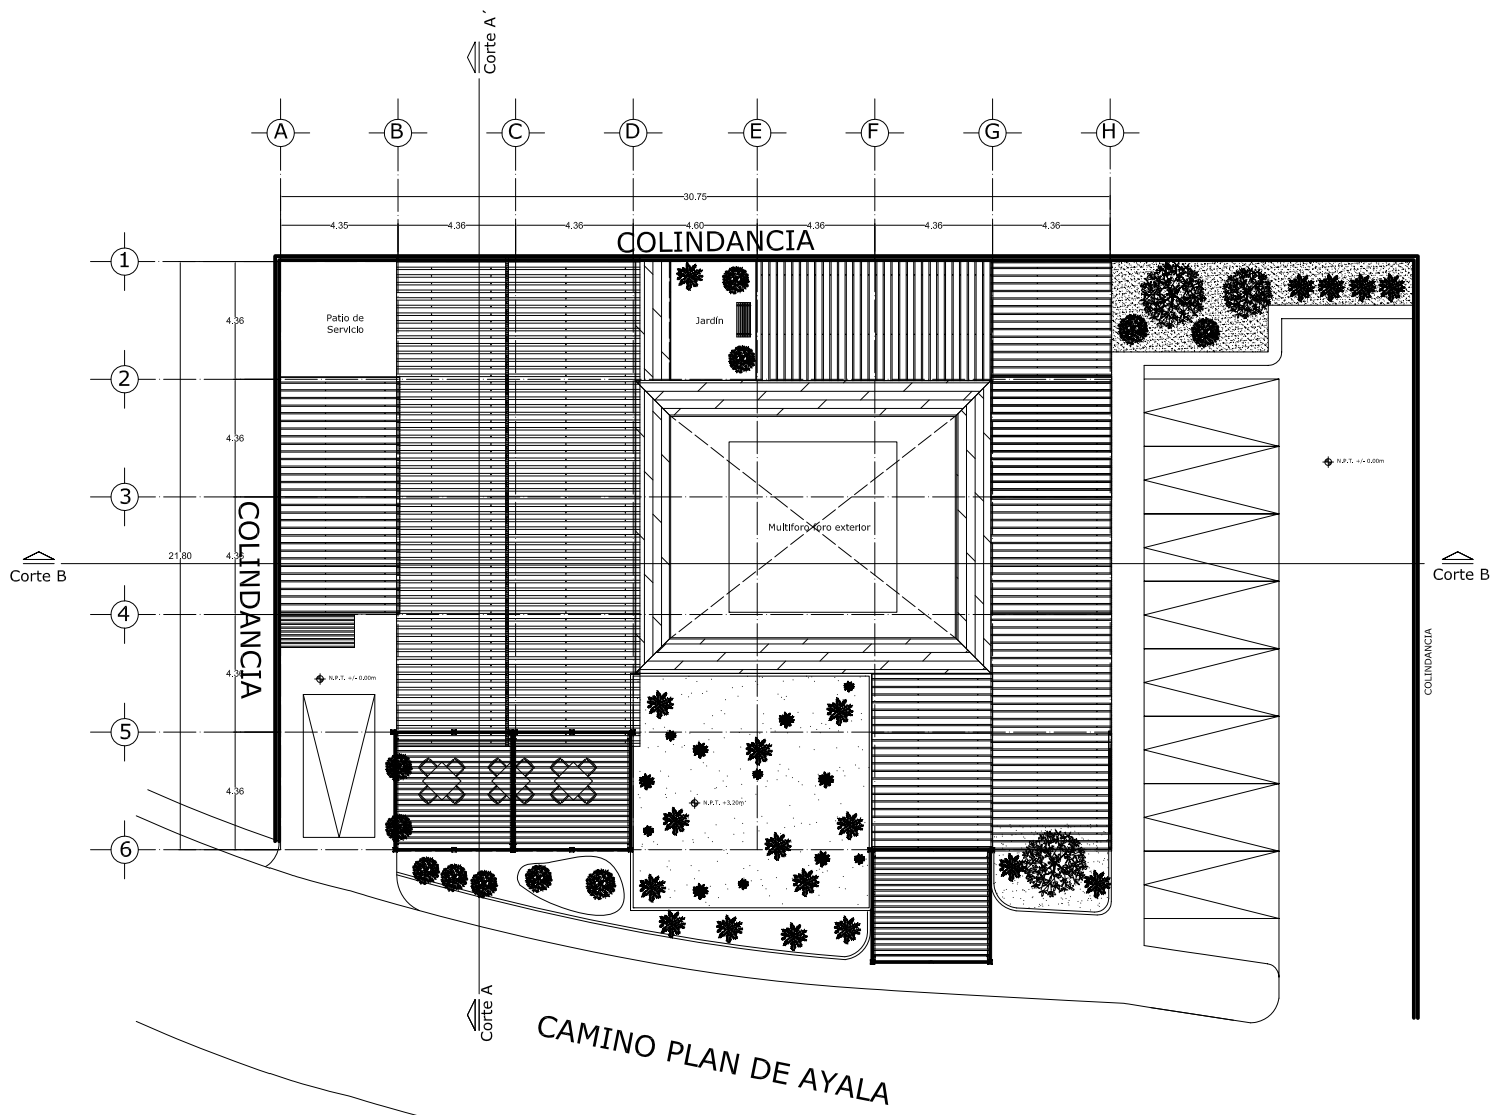 Corte A´
A
B
C
D
E
F
G
H
30.75
4.35
4.36
4.36
4.60
4.36
4.36
4.36
COLINDANCIA
1
Patio de
Servicio
Jardín
4.36
2
4.36
N.P.T. +/- 0.00m
3
COLINDANCIA
Multiforo foro exterior
21.80
Corte B
Corte B
4
COLINDANCIA
N.P.T. +/- 0.00m
5
4.36
N.P.T. +3.20m
6
Corte A
CAMINO PLAN DE AYALA